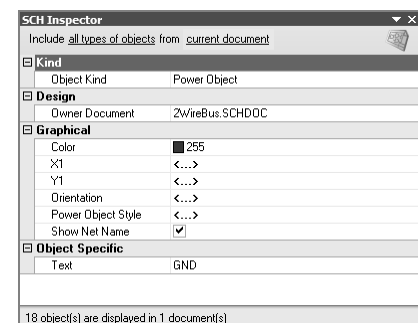 SCH Inspector
Include all types of objects from current document
Kind
Object Kind Power Object
Design
Owner Document 2WireBus.SCHDOC
Graphical
Color 255
X1 <...>
Y1 <...>
Orientation <...>
Power Object Style <...>
Show Net Name
Object Specific
Text GND
18 object(s) are displayed in 1 document(s)